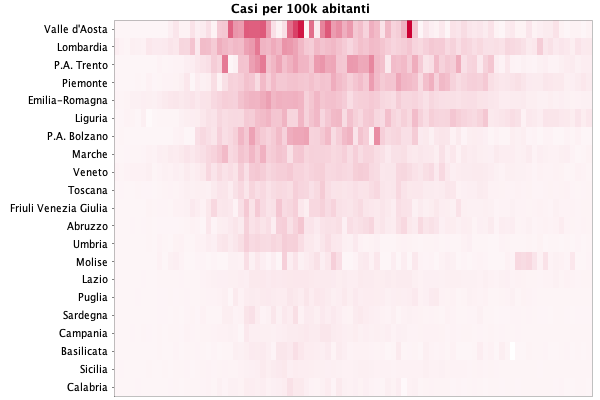 Casi per 100k abitanti
Valle d'Aosta
Lombardia
P.A. Trento
Piemonte
Emilia-Romagna
Liguria
P.A. Bolzano
Marche
Veneto
Toscana
Friuli Venezia Giulia
Abruzzo
Umbria
Molise
Lazio
Puglia
Sardegna
Campania
Basilicata
Sicilia
Calabria